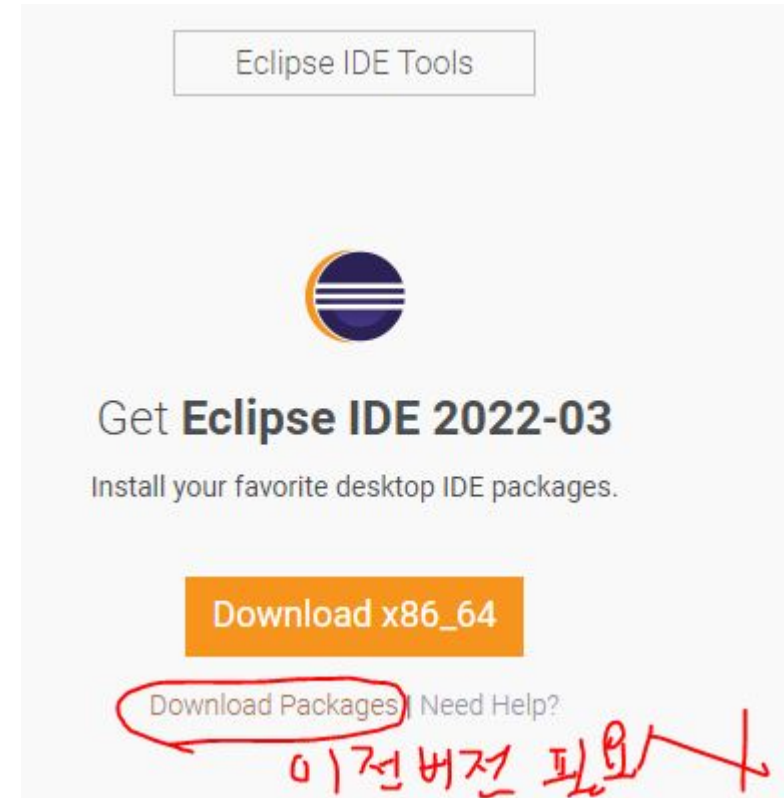 Eclipse IDE Tools
Get Eclipse IDE 2022-03
Install your favorite desktop IDE packages.
Download x86_64
Download Packages | Need Help?
이전버전 필요시